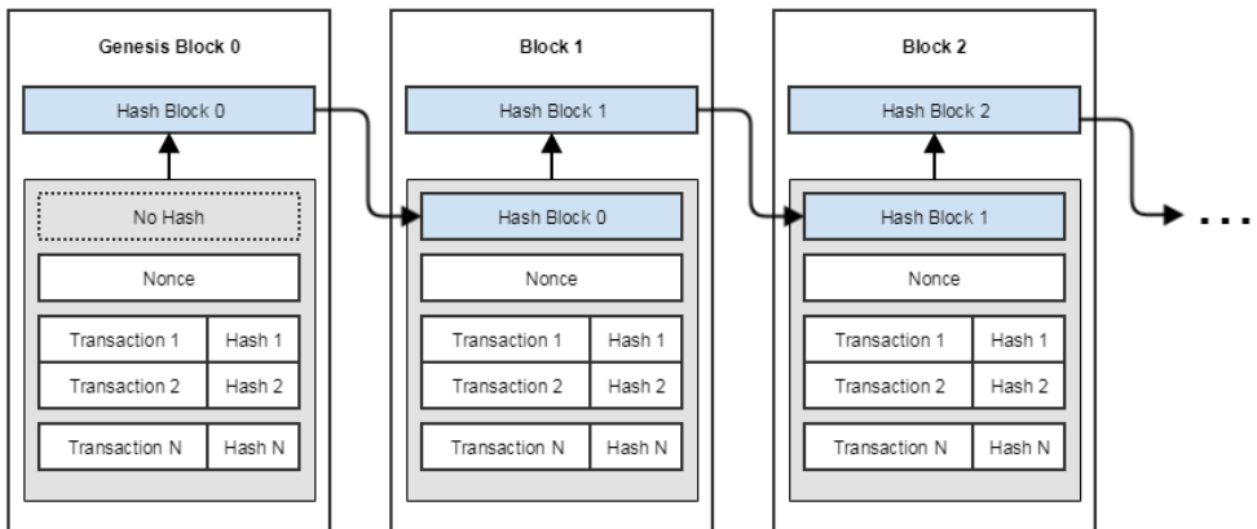 Genesis Block 0
Hash Block 0
No Hash
Nonce
Transaction 1 Hash 1
Transaction 2 Hash 2
Transaction N Hash N
Block 1
Hash Block 1
Hash Block 0
Nonce
Transaction 1 Hash 1
Transaction 2 Hash 2
Transaction N Hash N
Block 2
Hash Block 2
Hash Block 1
Nonce
Transaction 1 Hash 1
Transaction 2 Hash 2
Transaction N Hash N
...